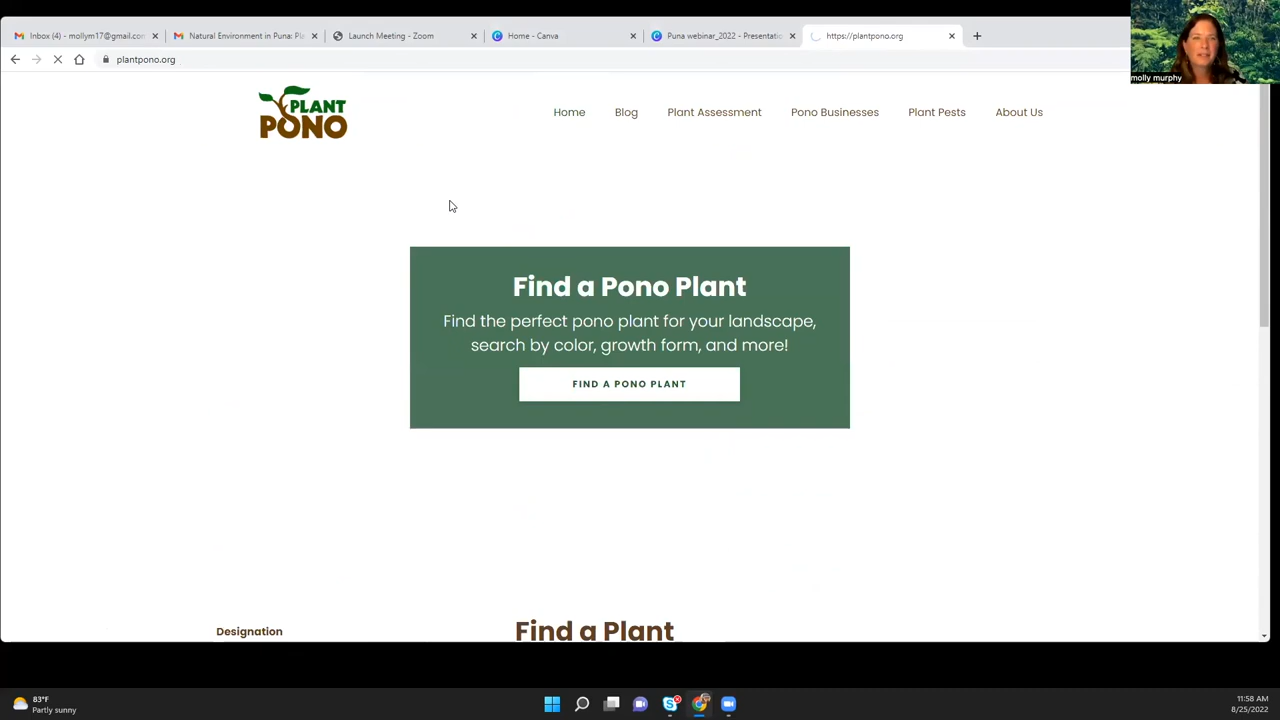 Inbox (4) - mollym17@gmail.con
Natural Environment in Puna: Pla
Launch Meeting - Zoom
Home - Canva
Puna webinar_2022 - Presentatic
https://plantpono.org
plantpono.org
molly murphy
PLANT
PONO
Home
Blog
Plant Assessment
Pono Businesses
Plant Pests
About Us
Find a Pono Plant
Find the perfect pono plant for your landscape,
search by color, growth form, and more!
FIND A PONO PLANT
Designation
Find a Plant
83°F
Partly sunny
11:58 AM
8/25/2022